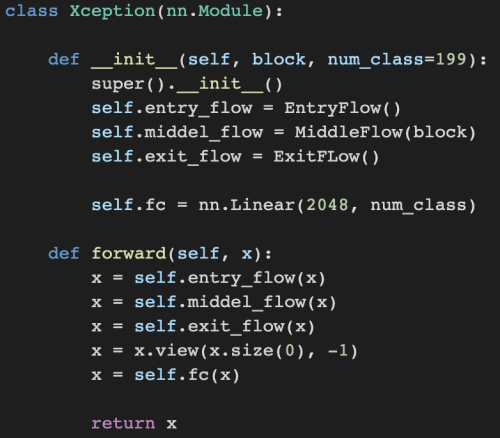 class Xception(nn.Module):
def __init__(self, block, num_class=199):
super().__init__()
self.entry_flow = EntryFlow()
self.middel_flow = MiddleFlow(block)
self.exit_flow = ExitFLow()
self.fc = nn.Linear(2048, num_class)
def forward(self, x):
x = self.entry_flow(x)
x = self.middel_flow(x)
x = self.exit_flow(x)
x = x.view(x.size(0), -1)
x = self.fc(x)
return x